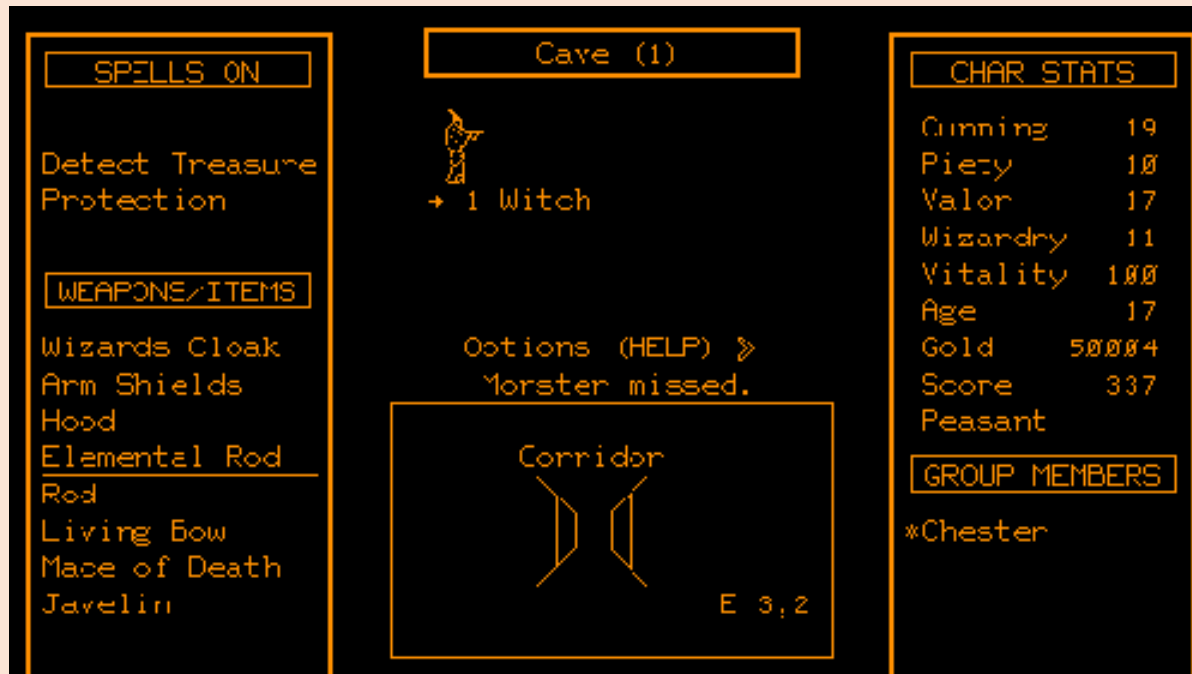 SPELLS ON
Detect Treasure
Protection
WEAPONS/ITEMS
Wizards Cloak
Arm Shields
Hood
Elemental Rod
Rod
Living Bow
Mace of Death
Javelin
Cave (1)
→ 1 Witch
Options (HELP) ≫
Monster missed.
Corridor
E 3,2
CHAR STATS
Cunning 19
Piety 10
Valor 17
Wizardry 11
Vitality 100
Age 17
Gold 50004
Score 337
Peasant
GROUP MEMBERS
*Chester